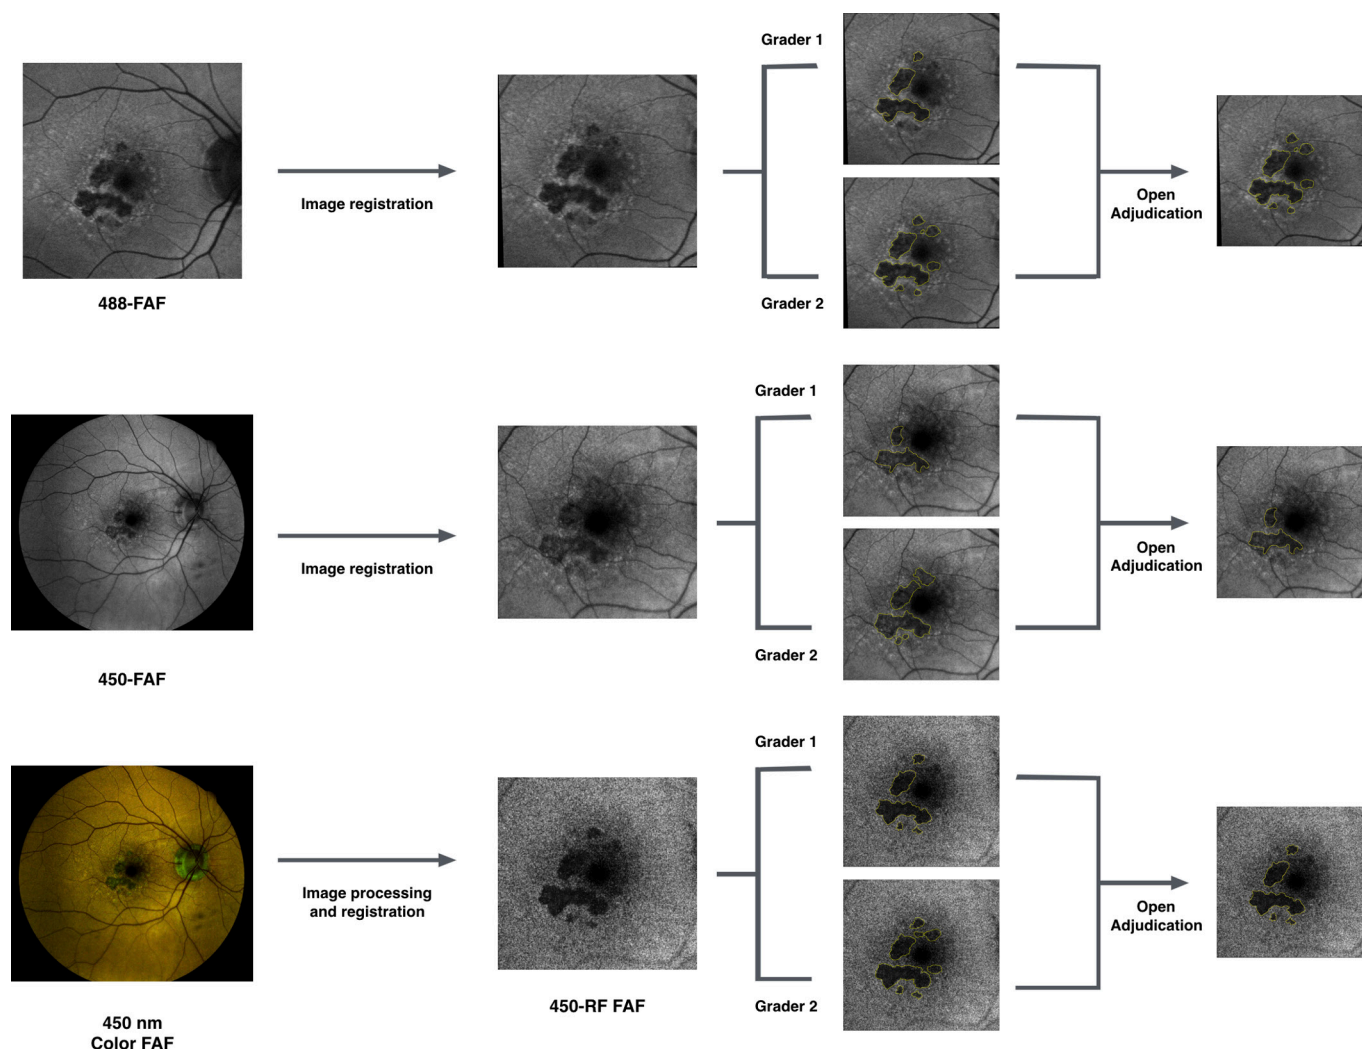 Grader 1
Image registration
Open
Adjudication
488-FAF
Grader 2
Grader 1
Image registration
Open
Adjudication
Grader 2
450-FAF
Grader 1
Image processing
and registration
Open
Adjudication
450-RF FAF
Grader 2
450 nm
Color FAF